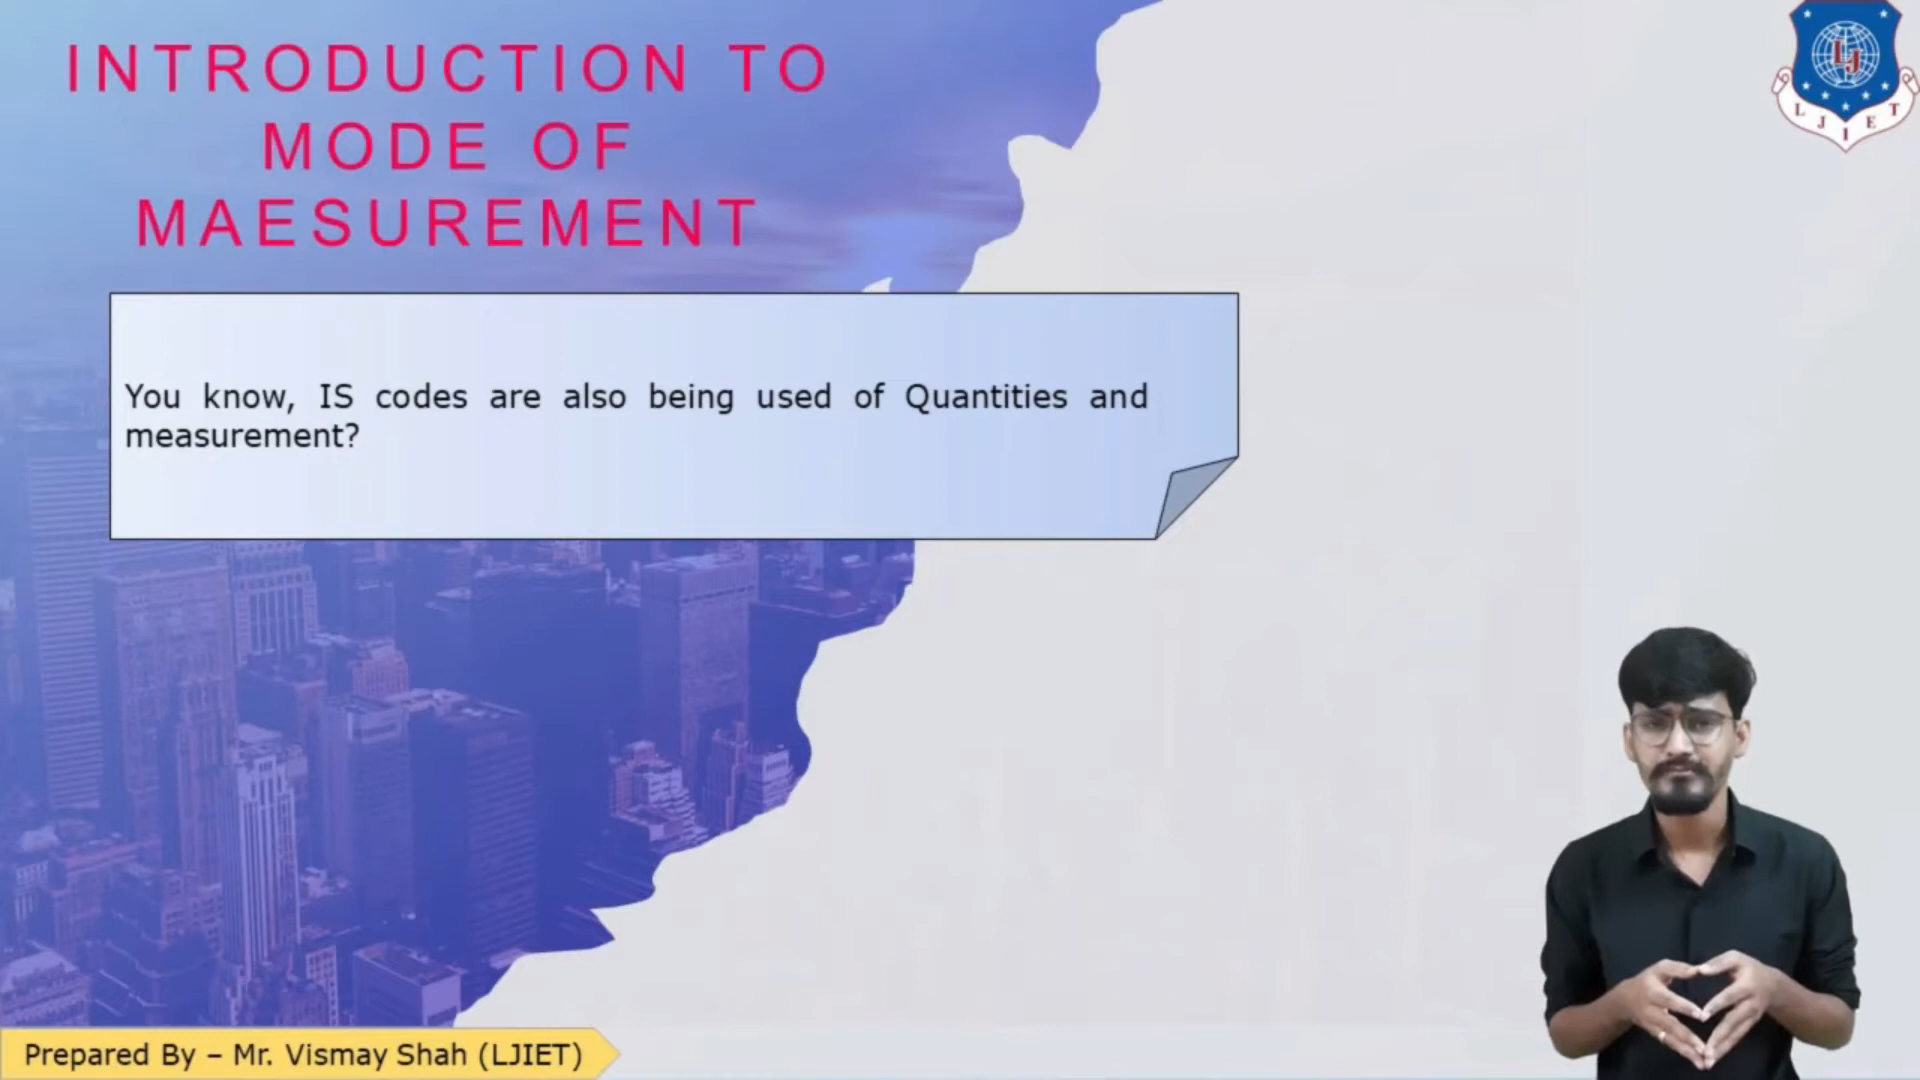 INTRODUCTION TO
MODE OF
MAESUREMENT
LJ
L J I E T
You know, IS codes are also being used of Quantities and
measurement?
Prepared By – Mr. Vismay Shah (LJIET)